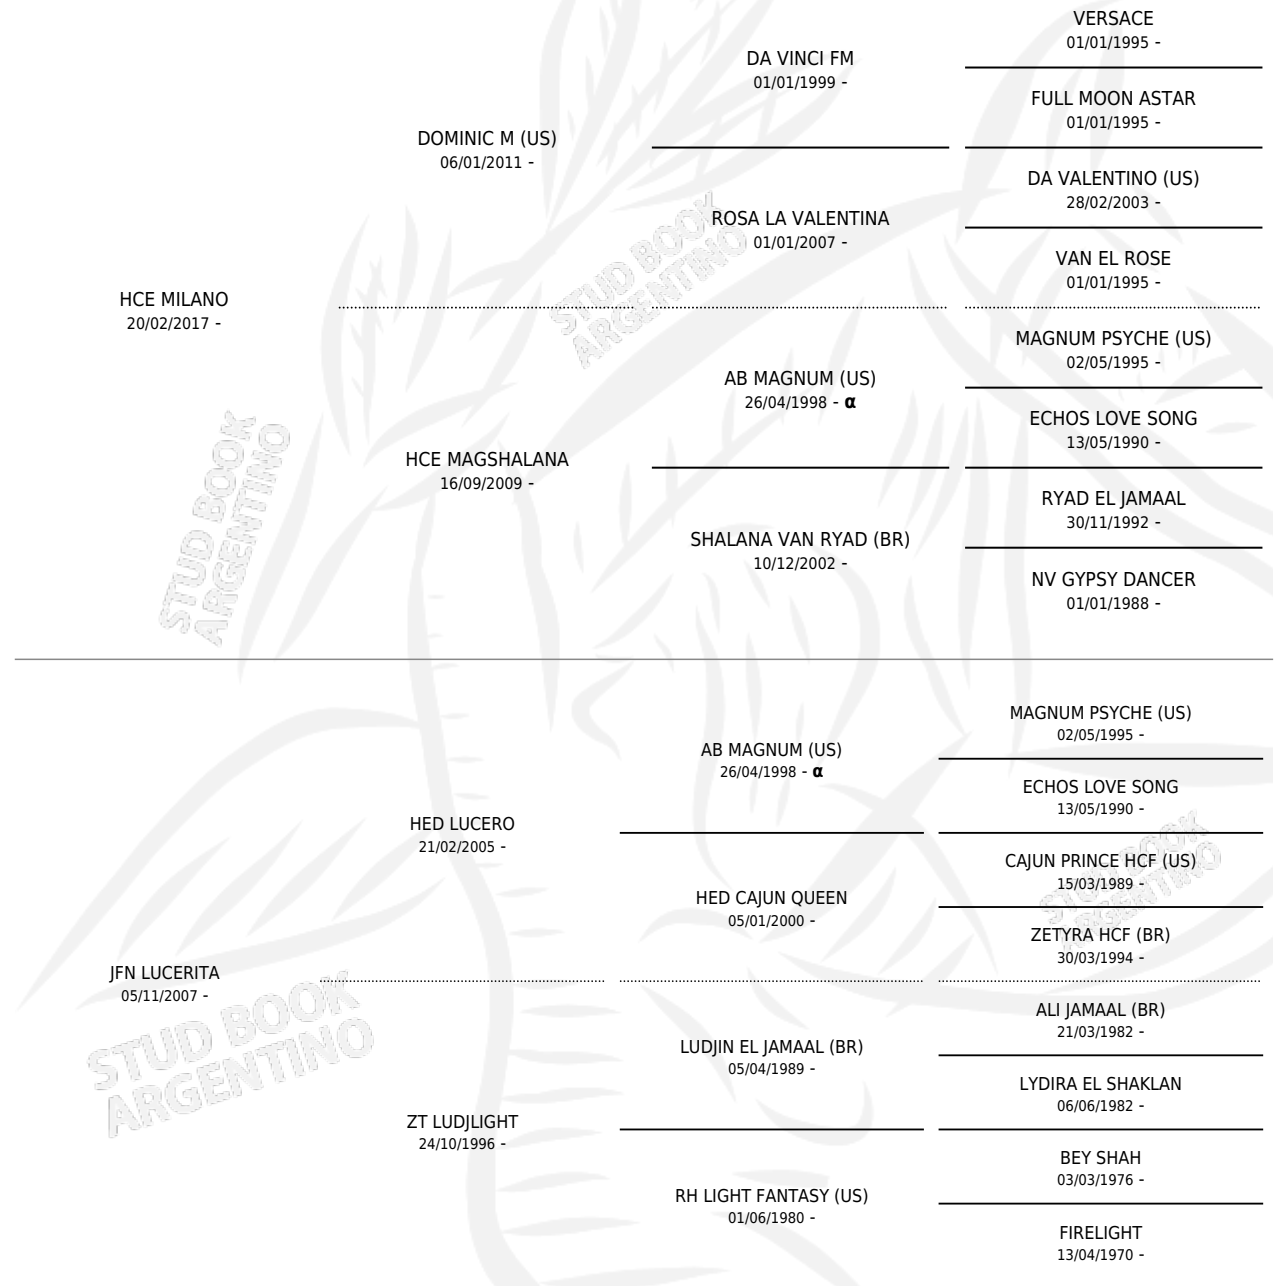 VERSACE
01/01/1995 -
DA VINCI FM
01/01/1999 -
FULL MOON ASTAR
01/01/1995 -
DOMINIC M (US)
06/01/2011 -
DA VALENTINO (US)
28/02/2003 -
ROSA LA VALENTINA
01/01/2007 -
VAN EL ROSE
01/01/1995 -
HCE MILANO
20/02/2017 -
MAGNUM PSYCHE (US)
02/05/1995 -
AB MAGNUM (US)
26/04/1998 - α
ECHOS LOVE SONG
13/05/1990 -
HCE MAGSHALANA
16/09/2009 -
RYAD EL JAMAAL
30/11/1992 -
SHALANA VAN RYAD (BR)
10/12/2002 -
NV GYPSY DANCER
01/01/1988 -
MAGNUM PSYCHE (US)
02/05/1995 -
AB MAGNUM (US)
26/04/1998 - α
ECHOS LOVE SONG
13/05/1990 -
HED LUCERO
21/02/2005 -
CAJUN PRINCE HCF (US)
15/03/1989 -
HED CAJUN QUEEN
05/01/2000 -
ZETYRA HCF (BR)
30/03/1994 -
JFN LUCERITA
05/11/2007 -
ALI JAMAAL (BR)
21/03/1982 -
LUDJIN EL JAMAAL (BR)
05/04/1989 -
LYDIRA EL SHAKLAN
06/06/1982 -
ZT LUDJLIGHT
24/10/1996 -
BEY SHAH
03/03/1976 -
RH LIGHT FANTASY (US)
01/06/1980 -
FIRELIGHT
13/04/1970 -
STUD BOOK
ARGENTINO
STUD BOOK
ARGENTINO
STUD BOOK
ARGENTINO
STUD BOOK
ARGENTINO